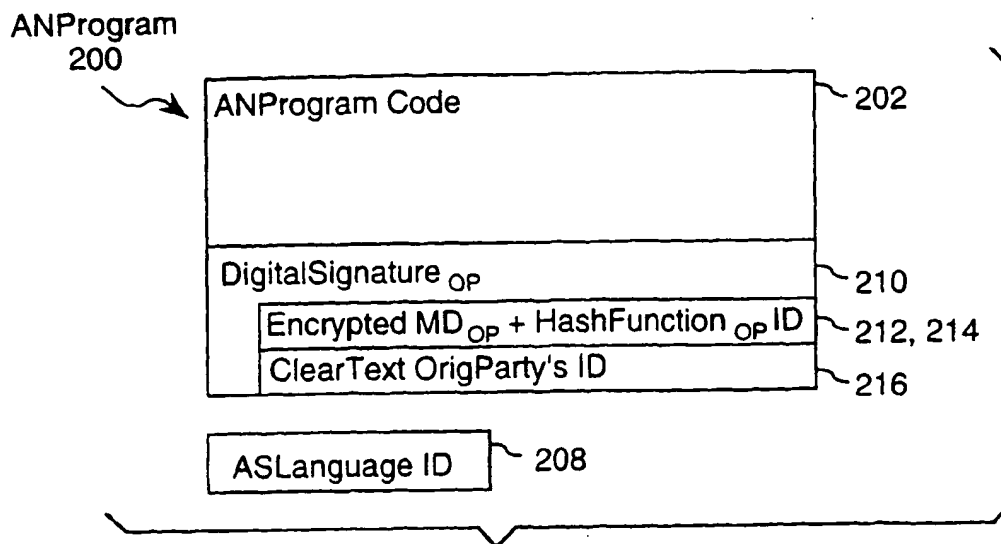 ANProgram
200
ANProgram Code
202
DigitalSignature OP
210
Encrypted MD OP + HashFunction OP ID
212, 214
ClearText OrigParty's ID
216
ASLanguage ID
208